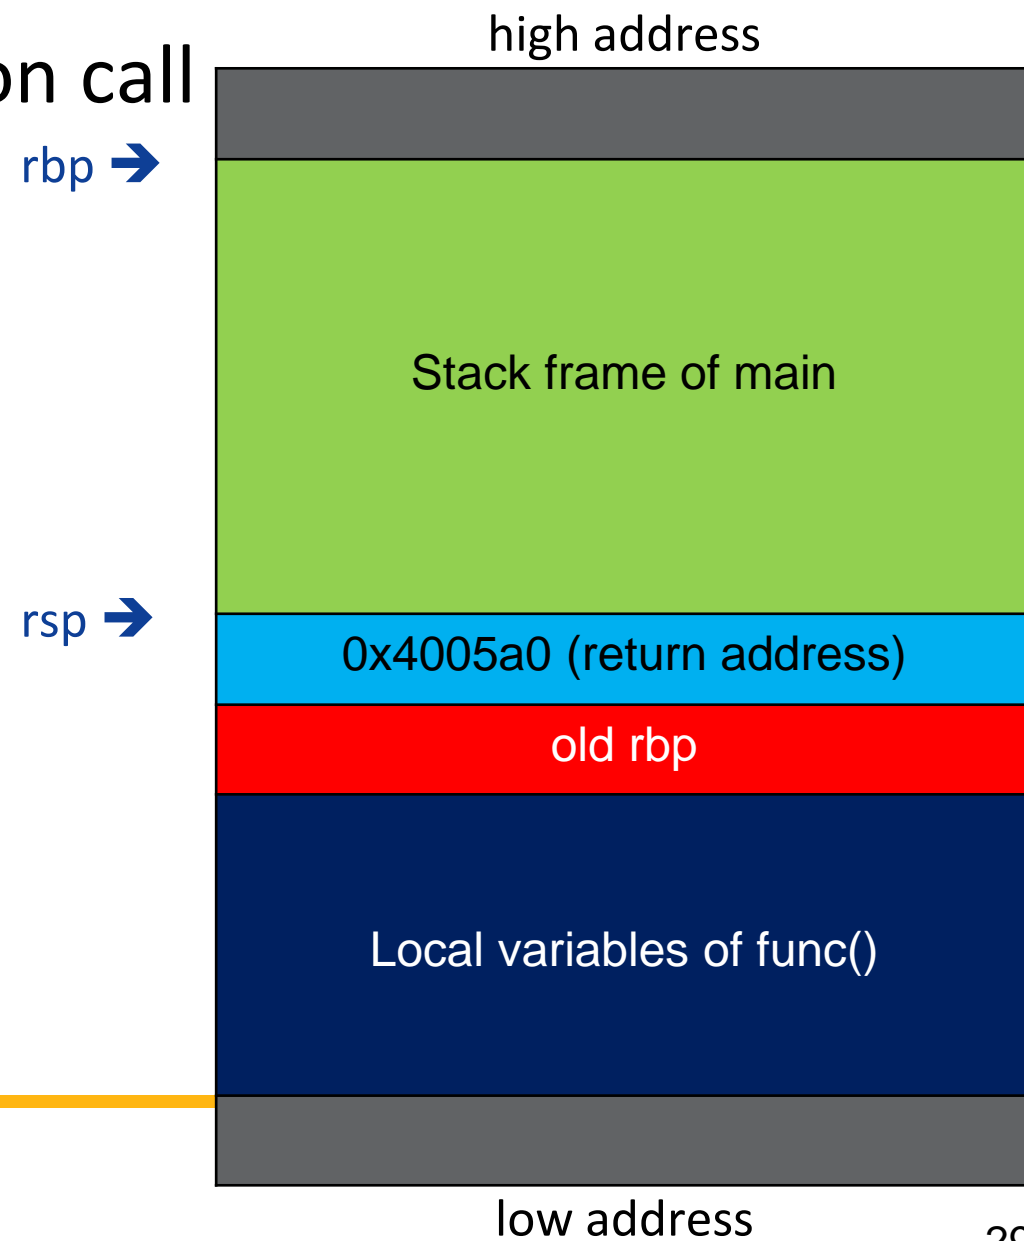 high address
on call
rbp ➔
Stack frame of main
rsp ➔
0x4005a0 (return address)
old rbp
Local variables of func()
low address
29